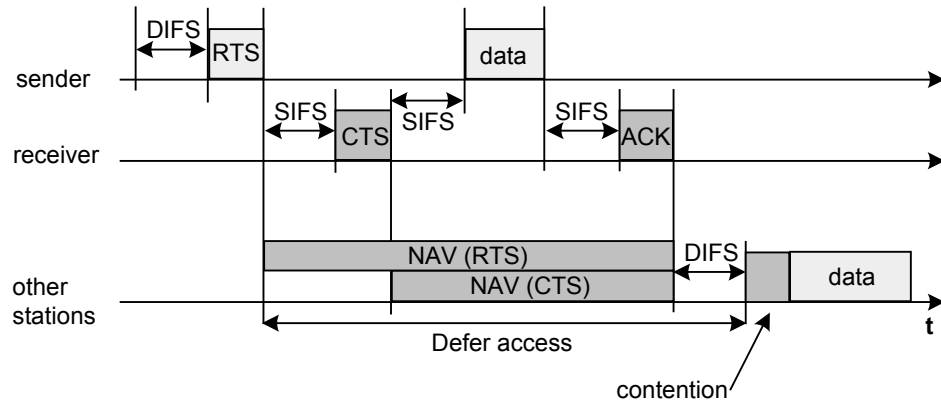 DIFS
RTS
data
sender
SIFS
SIFS
CTS
ACK
SIFS
receiver
NAV (RTS)
DIFS
NAV (CTS)
data
other
stations
t
Defer access
contention